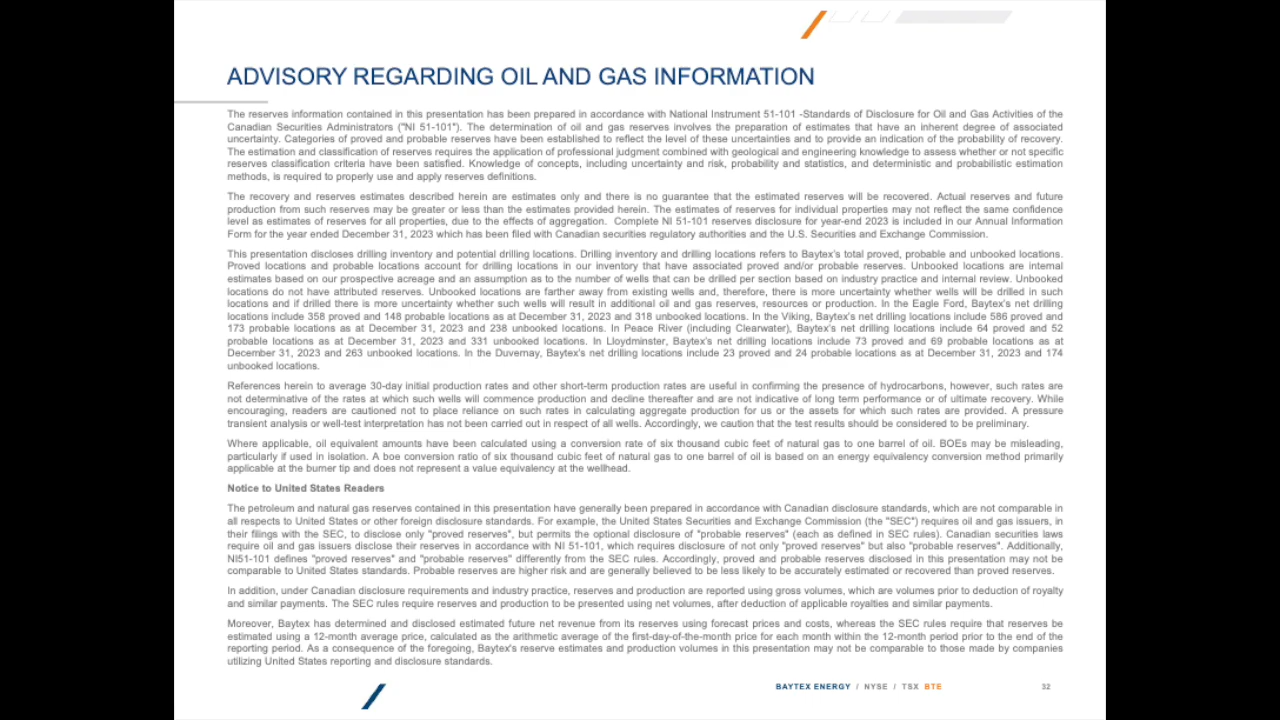 ADVISORY REGARDING OIL AND GAS INFORMATION
The reserves information contained in this presentation has been prepared in accordance with National Instrument 51-101 -Standards of Disclosure for Oil and Gas Activities of the
Canadian Securities Administrators ("NI 51-101"). The determination of oil and gas reserves involves the preparation of estimates that have an inherent degree of associated
uncertainty. Categories of proved and probable reserves have been established to reflect the level of these uncertainties and to provide an indication of the probability of recovery.
The estimation and classification of reserves requires the application of professional judgment combined with geological and engineering knowledge to assess whether or not specific
reserves classification criteria have been satisfied. Knowledge of concepts, including uncertainty and risk, probability and statistics, and deterministic and probabilistic estimation
methods, is required to properly use and apply reserves definitions.
The recovery and reserves estimates described herein are estimates only and there is no guarantee that the estimated reserves will be recovered. Actual reserves and future
production from such reserves may be greater or less than the estimates provided herein. The estimates of reserves for individual properties may not reflect the same confidence
level as estimates of reserves for all properties, due to the effects of aggregation. Complete NI 51-101 reserves disclosure for year-end 2023 is included in our Annual Information
Form for the year ended December 31, 2023 which has been filed with Canadian securities regulatory authorities and the U.S. Securities and Exchange Commission.
This presentation discloses drilling inventory and potential drilling locations. Drilling inventory and drilling locations refers to Baytex's total proved, probable and unbooked locations.
Proved locations and probable locations account for drilling locations in our inventory that have associated proved and/or probable reserves. Unbooked locations are internal
estimates based on our prospective acreage and an assumption as to the number of wells that can be drilled per section based on industry practice and internal review. Unbooked
locations do not have attributed reserves. Unbooked locations are farther away from existing wells and, therefore, there is more uncertainty whether wells will be drilled in such
locations and if drilled there is more uncertainty whether such wells will result in additional oil and gas reserves, resources or production. In the Eagle Ford, Baytex's net drilling
locations include 358 proved and 148 probable locations as at December 31, 2023 and 318 unbooked locations. In the Viking, Baytex's net drilling locations include 586 proved and
173 probable locations as at December 31, 2023 and 238 unbooked locations. In Peace River (including Clearwater), Baytex's net drilling locations include 64 proved and 52
probable locations as at December 31, 2023 and 331 unbooked locations. In Lloydminster, Baytex's net drilling locations include 73 proved and 69 probable locations as at
December 31, 2023 and 263 unbooked locations. In the Duvernay, Baytex's net drilling locations include 23 proved and 24 probable locations as at December 31, 2023 and 174
unbooked locations.
References herein to average 30-day initial production rates and other short-term production rates are useful in confirming the presence of hydrocarbons, however, such rates are
not determinative of the rates at which such wells will commence production and decline thereafter and are not indicative of long term performance or of ultimate recovery. While
encouraging, readers are cautioned not to place reliance on such rates in calculating aggregate production for us or the assets for which such rates are provided. A pressure
transient analysis or well-test interpretation has not been carried out in respect of all wells. Accordingly, we caution that the test results should be considered to be preliminary.
Where applicable, oil equivalent amounts have been calculated using a conversion rate of six thousand cubic feet of natural gas to one barrel of oil. BOEs may be misleading,
particularly if used in isolation. A boe conversion ratio of six thousand cubic feet of natural gas to one barrel of oil is based on an energy equivalency conversion method primarily
applicable at the burner tip and does not represent a value equivalency at the wellhead.
Notice to United States Readers
The petroleum and natural gas reserves contained in this presentation have generally been prepared in accordance with Canadian disclosure standards, which are not comparable in
all respects to United States or other foreign disclosure standards. For example, the United States Securities and Exchange Commission (the "SEC") requires oil and gas issuers, in
their filings with the SEC, to disclose only "proved reserves", but permits the optional disclosure of "probable reserves" (each as defined in SEC rules). Canadian securities laws
require oil and gas issuers disclose their reserves in accordance with NI 51-101, which requires disclosure of not only "proved reserves" but also "probable reserves". Additionally,
NI51-101 defines "proved reserves" and "probable reserves" differently from the SEC rules. Accordingly, proved and probable reserves disclosed in this presentation may not be
comparable to United States standards. Probable reserves are higher risk and are generally believed to be less likely to be accurately estimated or recovered than proved reserves.
In addition, under Canadian disclosure requirements and industry practice, reserves and production are reported using gross volumes, which are volumes prior to deduction of royalty
and similar payments. The SEC rules require reserves and production to be presented using net volumes, after deduction of applicable royalties and similar payments.
Moreover, Baytex has determined and disclosed estimated future net revenue from its reserves using forecast prices and costs, whereas the SEC rules require that reserves be
estimated using a 12-month average price, calculated as the arithmetic average of the first-day-of-the-month price for each month within the 12-month period prior to the end of the
reporting period. As a consequence of the foregoing, Baytex's reserve estimates and production volumes in this presentation may not be comparable to those made by companies
utilizing United States reporting and disclosure standards.
BAYTEX ENERGY / NYSE / TSX BTE 32